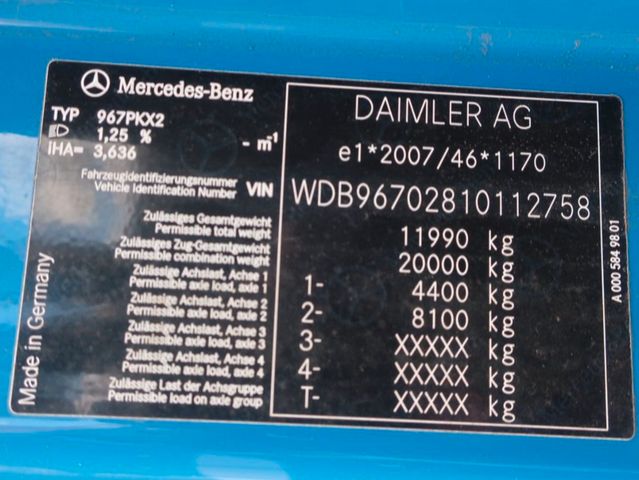 Mercedes-Benz
TYP 967PKX2
1,25 %
iHA= 3,636
- m¹
Fahrzeugidentifizierungsnummer
Vehicle Identification Number VIN
Zulässiges Gesamtgewicht
Permissible total weight
Zulässiges Zug-Gesamtgewicht
Permissible combination weight
Zulässige Achslast, Achse 1
Permissible axle load, axle 1
Zulässige Achslast, Achse 2
Permissible axle load, axle 2
Zulässige Achslast, Achse 3
Permissible axle load, axle 3
Zulässige Achslast, Achse 4
Permissible axle load, axle 4
Zulässige Last der Achsgruppe
Permissible load on axle group
Made in Germany
DAIMLER AG
e1*2007/46*1170
WDB96702810112758
11990 kg
20000 kg
1- 4400 kg
2- 8100 kg
3- XXXXX kg
4- XXXXX kg
T- XXXXX kg
A 000 584 98 01